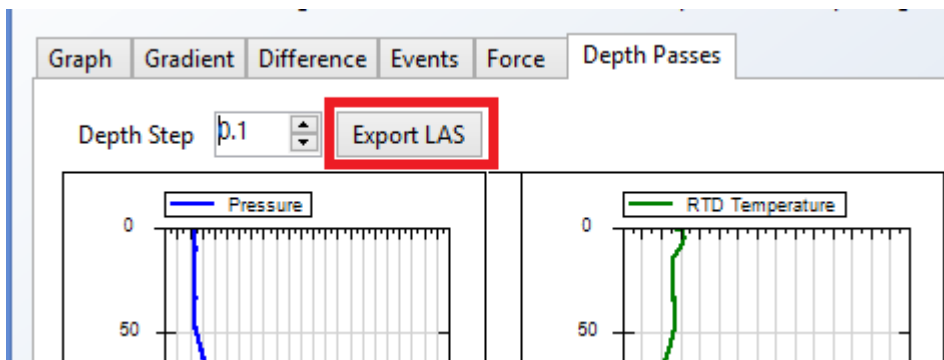 Graph Gradient Difference Events Force Depth Passes
Depth Step 0.1 Export LAS
Pressure RTD Temperature
0 0
50 50